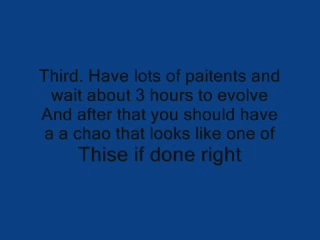 Third. Have lots of paitents and
wait about 3 hours to evolve
And after that you should have
a a chao that looks like one of
Thise if done right